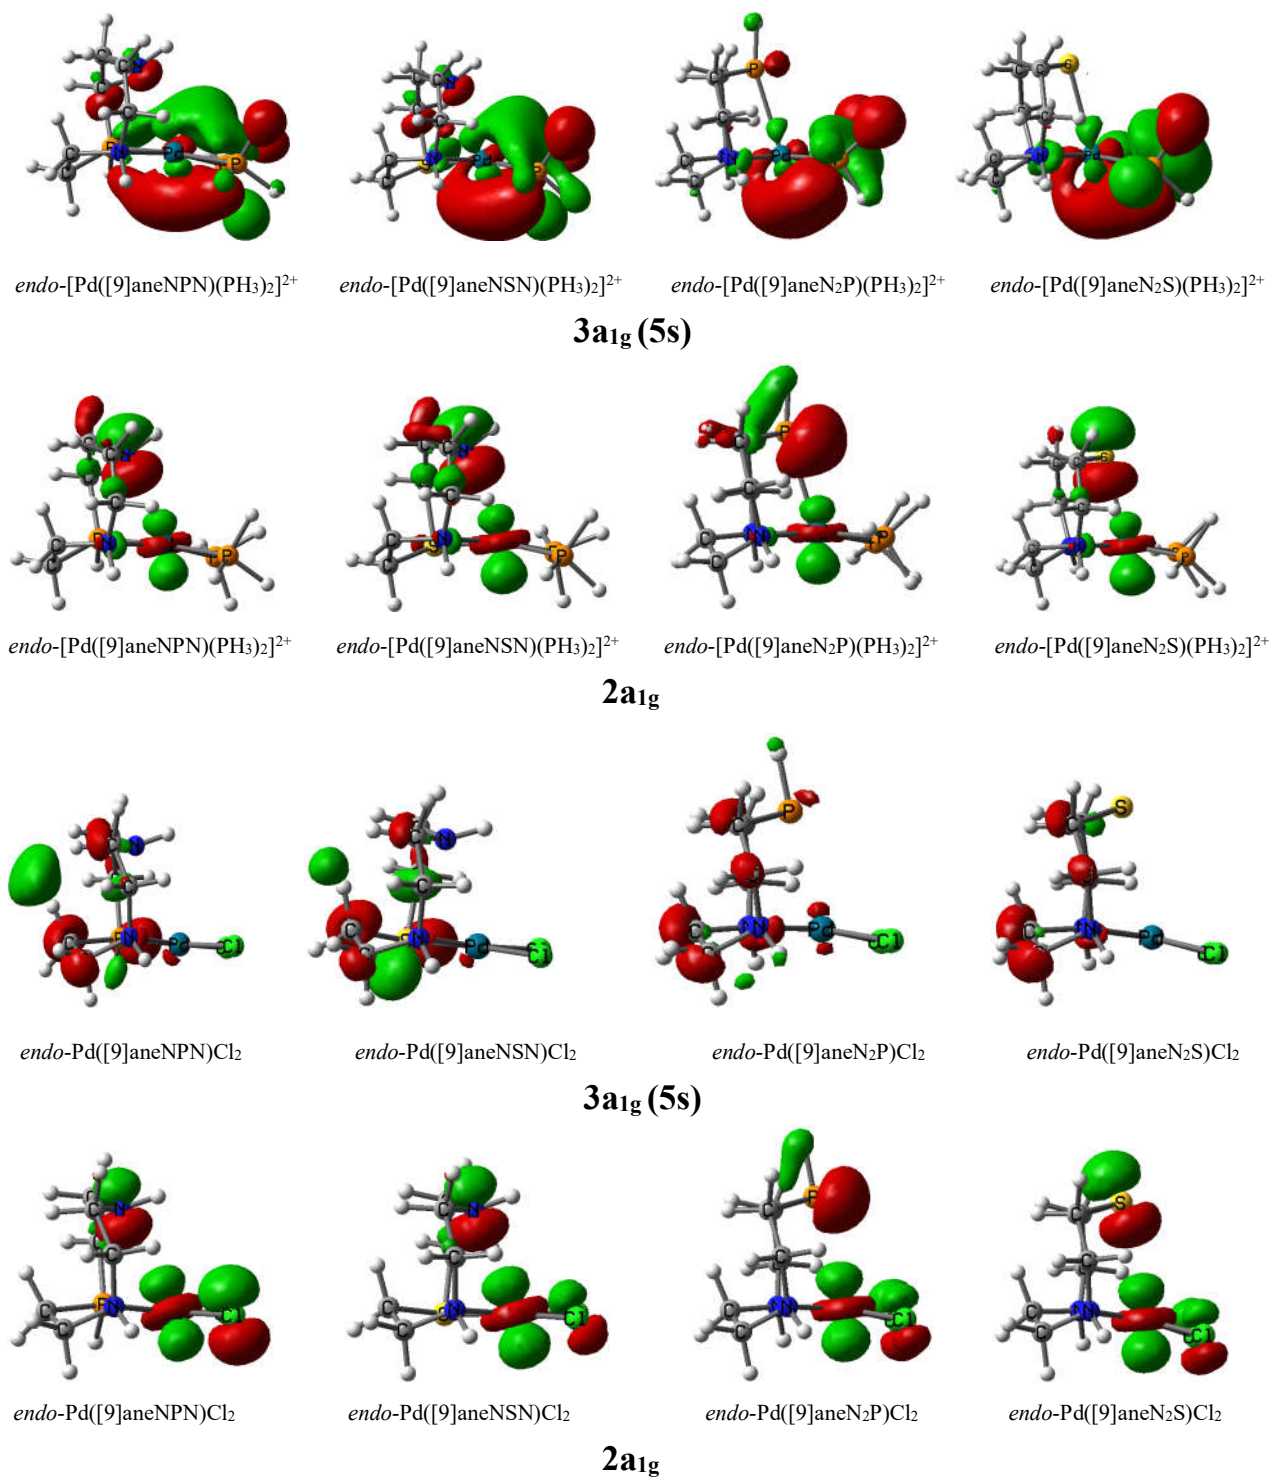 endo-[Pd([9]aneNPN)(PH3)2]2+ endo-[Pd([9]aneNSN)(PH3)2]2+ endo-[Pd([9]aneN2P)(PH3)2]2+ endo-[Pd([9]aneN2S)(PH3)2]2+
3a1g (5s)
endo-[Pd([9]aneNPN)(PH3)2]2+ endo-[Pd([9]aneNSN)(PH3)2]2+ endo-[Pd([9]aneN2P)(PH3)2]2+ endo-[Pd([9]aneN2S)(PH3)2]2+
2a1g
endo-Pd([9]aneNPN)Cl2 endo-Pd([9]aneNSN)Cl2 endo-Pd([9]aneN2P)Cl2 endo-Pd([9]aneN2S)Cl2
3a1g (5s)
endo-Pd([9]aneNPN)Cl2 endo-Pd([9]aneNSN)Cl2 endo-Pd([9]aneN2P)Cl2 endo-Pd([9]aneN2S)Cl2
2a1g